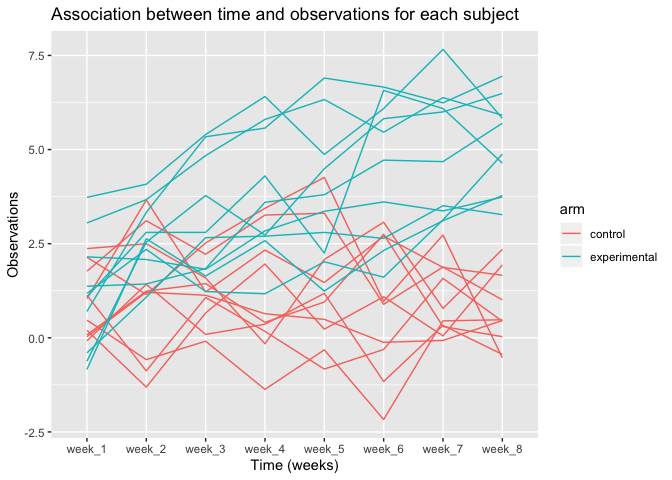 Association between time and observations for each subject
7.5
5.0
2.5
0.0
-2.5
Observations
week_1 week_2 week_3 week_4 week_5 week_6 week_7 week_8
Time (weeks)
arm
control
experimental